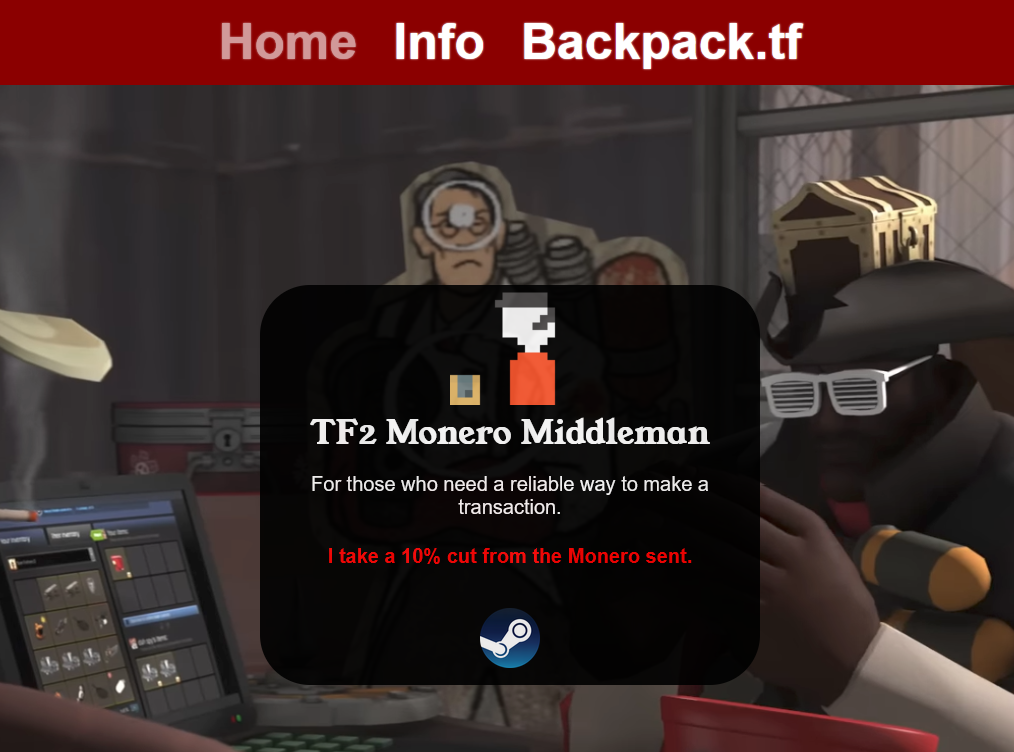 Home Info Backpack.tf
TF2 Monero Middleman
For those who need a reliable way to make a
transaction.
I take a 10% cut from the Monero sent.